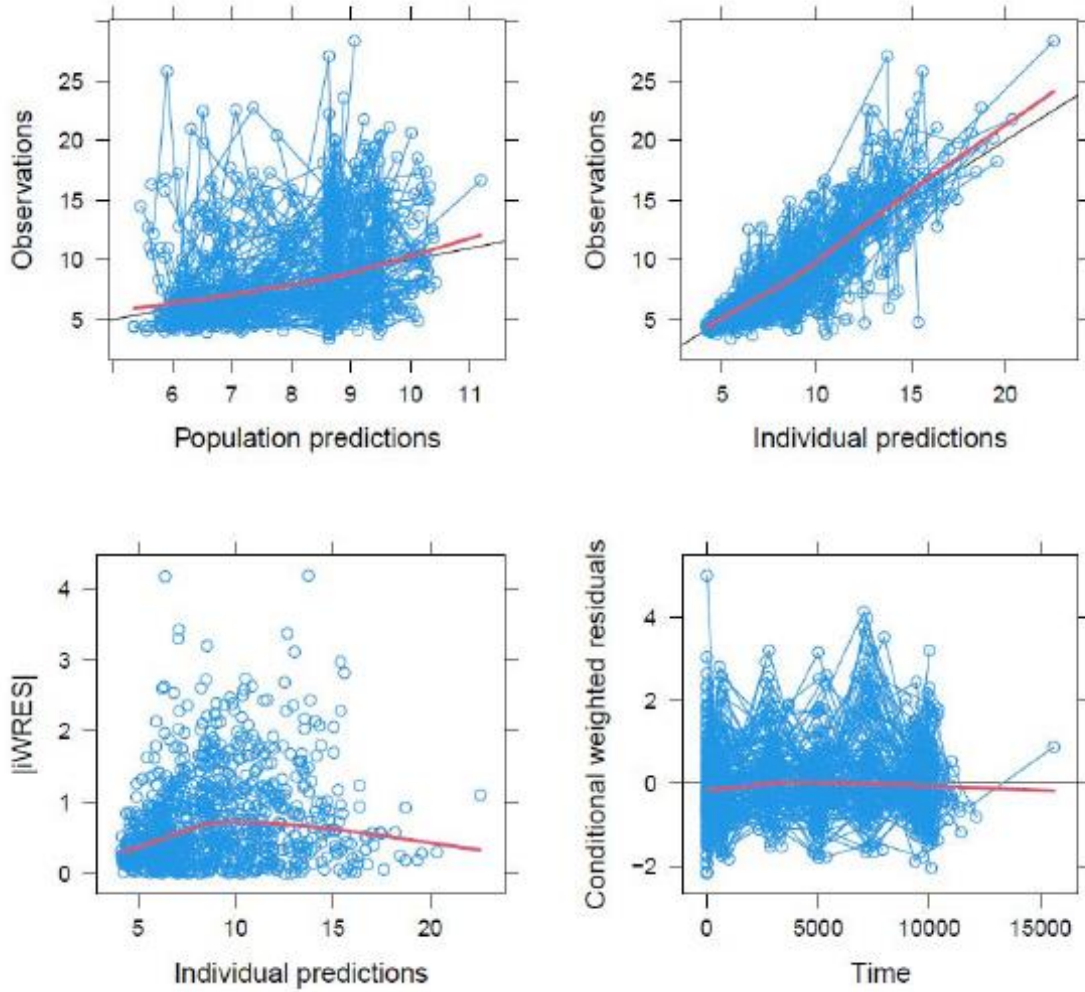 Observations
25
20
15
10
5
6 7 8 9 10 11
Population predictions
Observations
25
20
15
10
5
5 10 15 20
Individual predictions
|iWRES|
4
3
2
1
0
5 10 15 20
Individual predictions
Conditional weighted residuals
4
2
0
−2
0 5000 10000 15000
Time